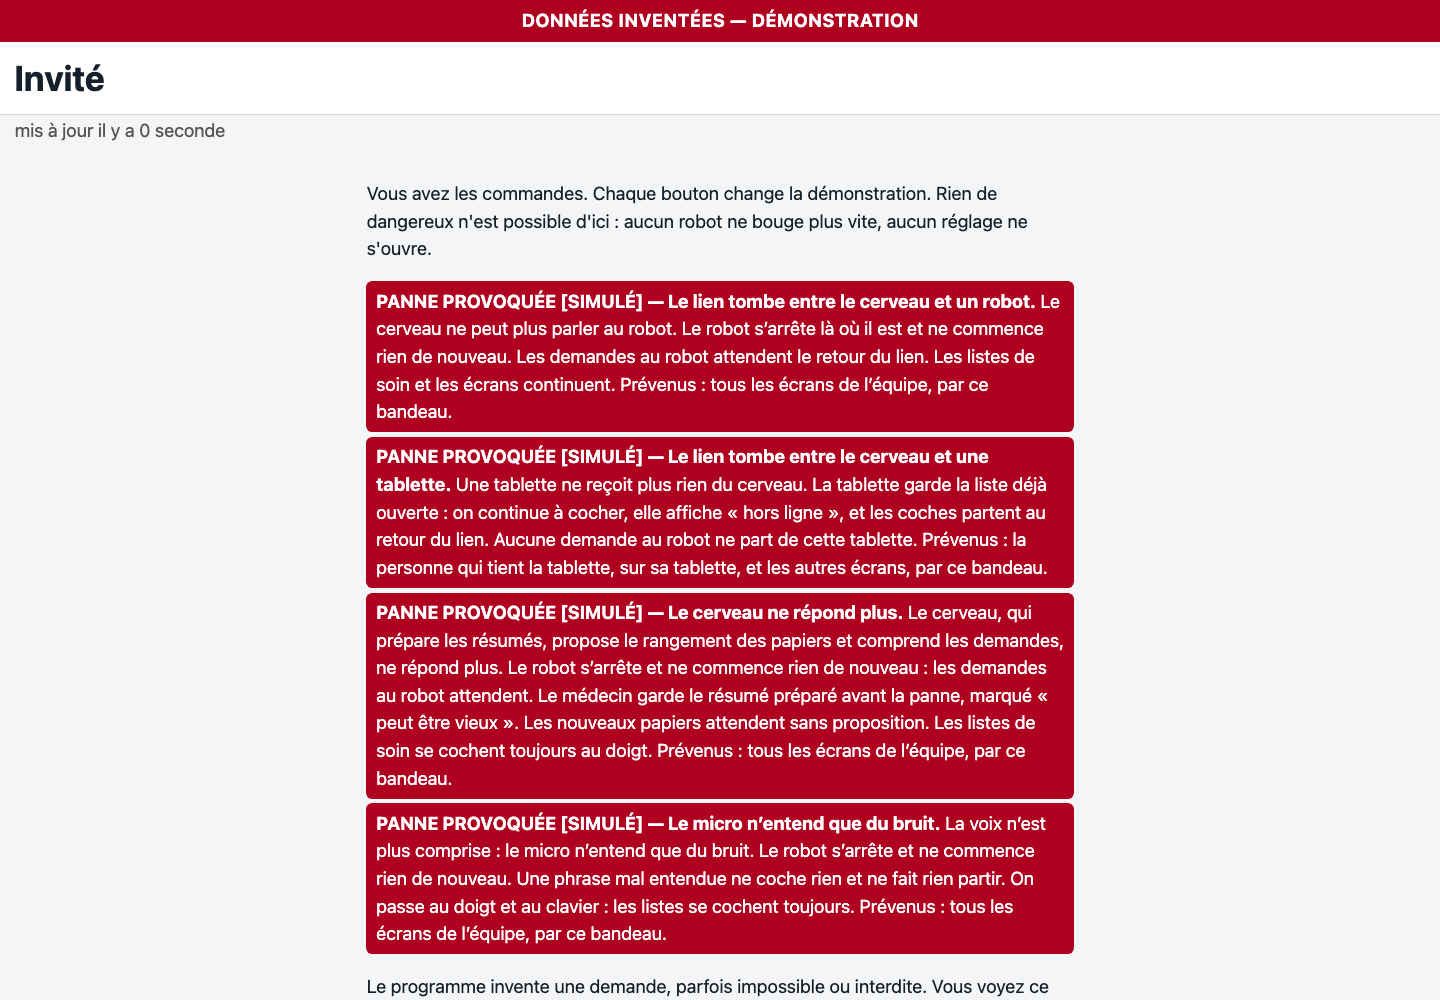 DONNÉES INVENTÉES — DÉMONSTRATION
Invité
mis à jour il y a 0 seconde
Vous avez les commandes. Chaque bouton change la démonstration. Rien de
dangereux n'est possible d'ici : aucun robot ne bouge plus vite, aucun réglage ne
s'ouvre.
PANNE PROVOQUÉE [SIMULÉ] — Le lien tombe entre le cerveau et un robot. Le
cerveau ne peut plus parler au robot. Le robot s’arrête là où il est et ne commence
rien de nouveau. Les demandes au robot attendent le retour du lien. Les listes de
soin et les écrans continuent. Prévenus : tous les écrans de l’équipe, par ce
bandeau.
PANNE PROVOQUÉE [SIMULÉ] — Le lien tombe entre le cerveau et une
tablette. Une tablette ne reçoit plus rien du cerveau. La tablette garde la liste déjà
ouverte : on continue à cocher, elle affiche « hors ligne », et les coches partent au
retour du lien. Aucune demande au robot ne part de cette tablette. Prévenus : la
personne qui tient la tablette, sur sa tablette, et les autres écrans, par ce bandeau.
PANNE PROVOQUÉE [SIMULÉ] — Le cerveau ne répond plus. Le cerveau, qui
prépare les résumés, propose le rangement des papiers et comprend les demandes,
ne répond plus. Le robot s’arrête et ne commence rien de nouveau : les demandes
au robot attendent. Le médecin garde le résumé préparé avant la panne, marqué «
peut être vieux ». Les nouveaux papiers attendent sans proposition. Les listes de
soin se cochent toujours au doigt. Prévenus : tous les écrans de l’équipe, par ce
bandeau.
PANNE PROVOQUÉE [SIMULÉ] — Le micro n’entend que du bruit. La voix n’est
plus comprise : le micro n’entend que du bruit. Le robot s’arrête et ne commence
rien de nouveau. Une phrase mal entendue ne coche rien et ne fait rien partir. On
passe au doigt et au clavier : les listes se cochent toujours. Prévenus : tous les
écrans de l’équipe, par ce bandeau.
Le programme invente une demande, parfois impossible ou interdite. Vous voyez ce